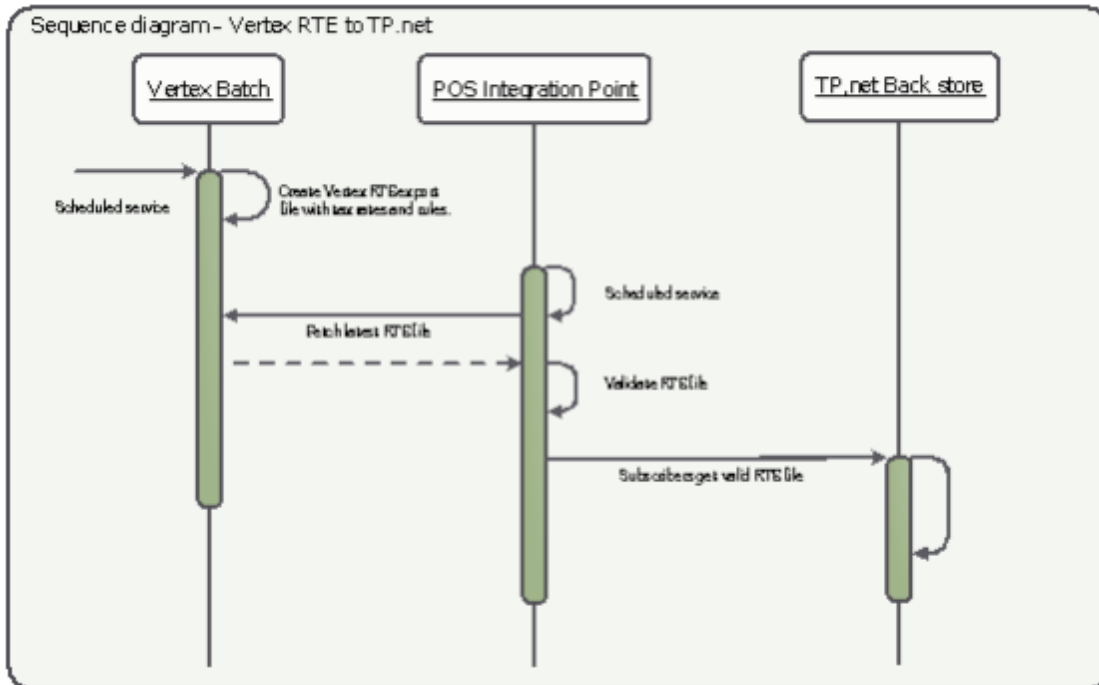 Sequence diagram - Vertex RTE to TP.net
Vertex Batch
POS Integration Point
TP.net Back store
Scheduled service
Create Vertex RTE export
file with tax rates and rules.
Scheduled service
Fetch latest RTE file
Validate RTE file
Subscribers get valid RTE file